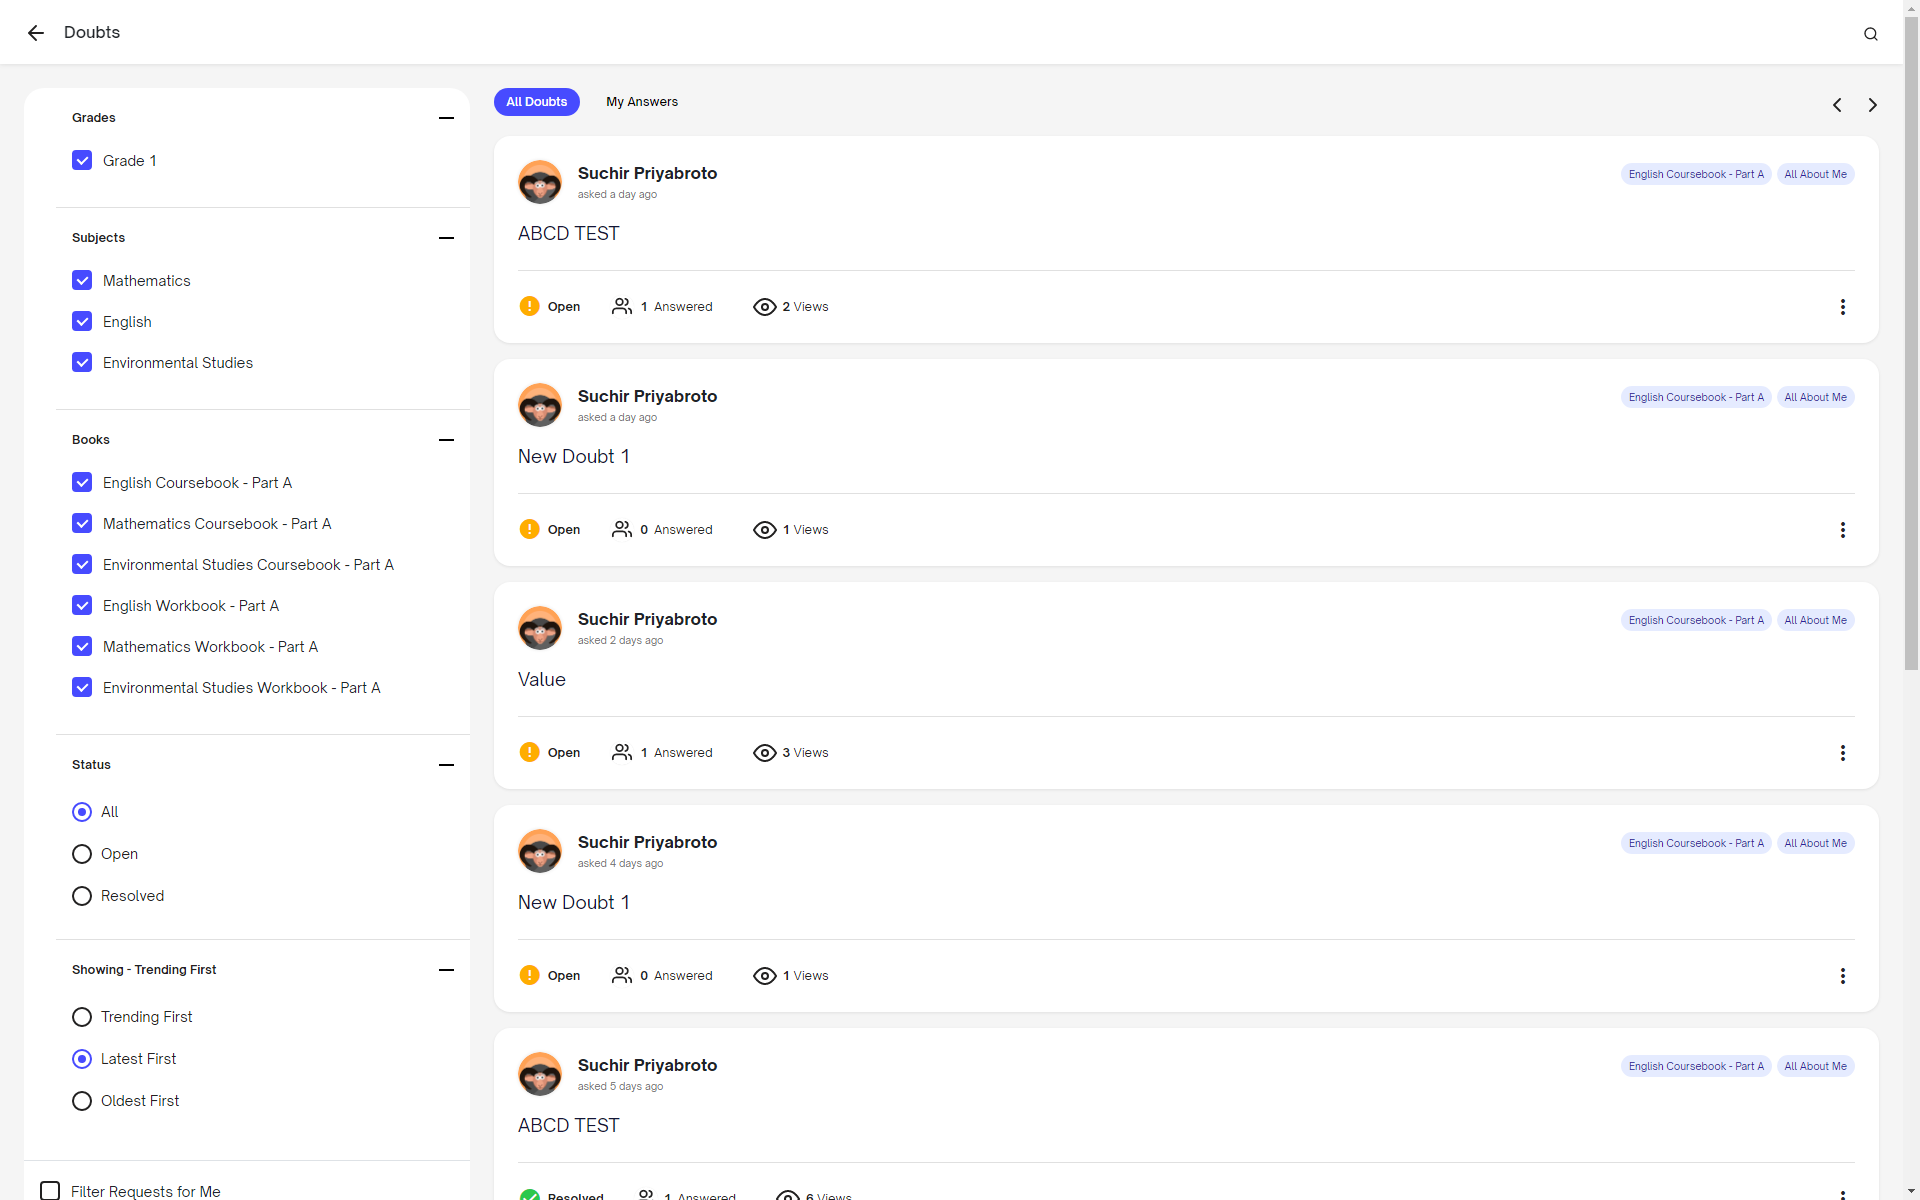 Doubts
Grades
Grade 1
Subjects
Mathematics
English
Environmental Studies
Books
English Coursebook - Part A
Mathematics Coursebook - Part A
Environmental Studies Coursebook - Part A
English Workbook - Part A
Mathematics Workbook - Part A
Environmental Studies Workbook - Part A
Status
All
Open
Resolved
Showing - Trending First
Trending First
Latest First
Oldest First
Filter Requests for Me
All Doubts My Answers
Suchir Priyabroto English Coursebook - Part A All About Me
asked a day ago
ABCD TEST
Open 1 Answered 2 Views
Suchir Priyabroto English Coursebook - Part A All About Me
asked a day ago
New Doubt 1
Open 0 Answered 1 Views
Suchir Priyabroto English Coursebook - Part A All About Me
asked 2 days ago
Value
Open 1 Answered 3 Views
Suchir Priyabroto English Coursebook - Part A All About Me
asked 4 days ago
New Doubt 1
Open 0 Answered 1 Views
Suchir Priyabroto English Coursebook - Part A All About Me
asked 5 days ago
ABCD TEST
Resolved 1 Answered 6 Views